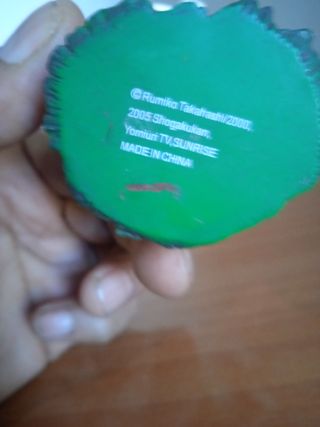 © Rumiko Takahashi/2000,
2005 Shogakukan,
Yomiuri TV,SUNRISE
MADE IN CHINA